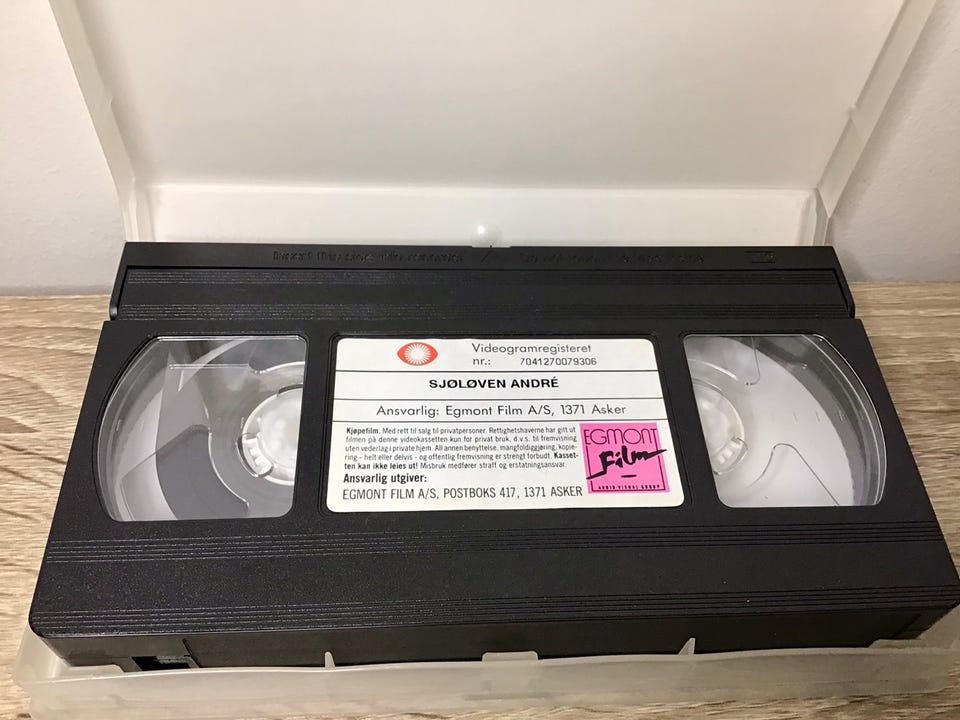 Videogramregisteret
nr.: 7041270079306
SJØLØVEN ANDRÉ
Ansvarlig: Egmont Film A/S, 1371 Asker
Kjøpefilm. Med rett til salg til privatpersoner. Rettighetshaverne har gitt ut
filmen på denne videokassetten kun for privat bruk, d.v.s. til fremvisning
uten vederlag i private hjem. All annen benyttelse, mangfoldiggjøring, kopie-
ring - helt eller delvis - og offentlig fremvisning er strengt forbudt. Kasset-
ten kan ikke leies ut! Misbruk medfører straff og erstatningsansvar.
Ansvarlig utgiver:
EGMONT FILM A/S, POSTBOKS 417, 1371 ASKER
EGMONT
Film
AUDIO-VISUAL GROUP